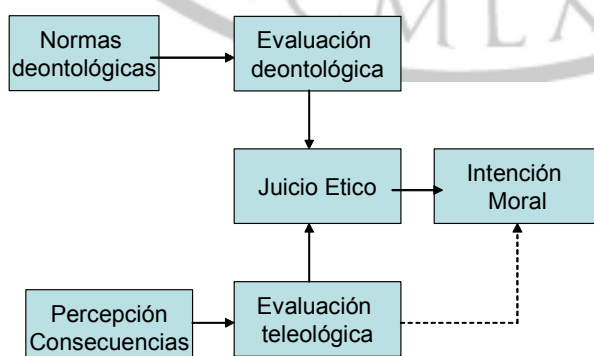 Normas
deontológicas
Evaluación
deontológica
Juicio Etico
Intención
Moral
Percepción
Consecuencias
Evaluación
teleológica